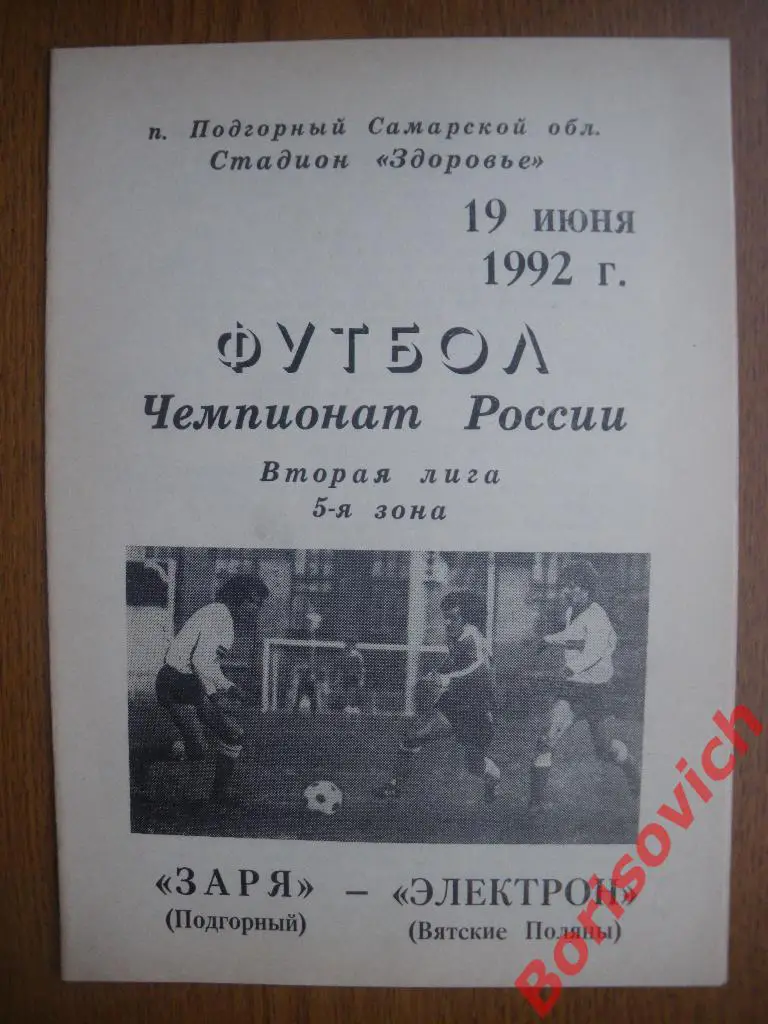 п. Подгорный Самарской обл.
Стадион «Здоровье»
19 июня
1992 г.
ФУТБОЛ
Чемпионат России
Вторая лига
5-я зона
«ЗАРЯ» – «ЭЛЕКТРОН»
(Подгорный) (Вятские Поляны)
Borisovich